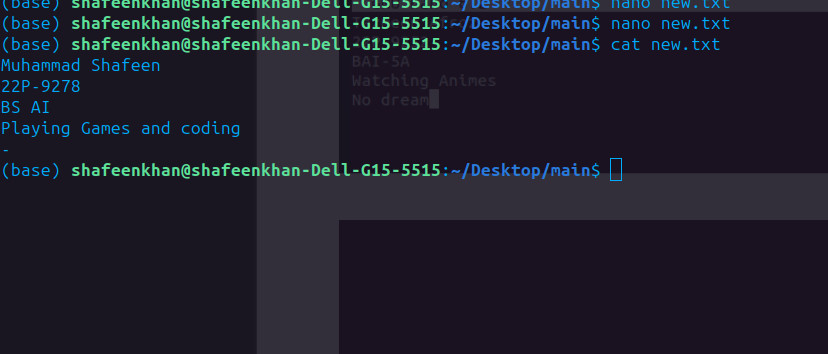 (base) shafeenkhan@shafeenkhan-Dell-G15-5515:~/Desktop/main$ nano new.txt
(base) shafeenkhan@shafeenkhan-Dell-G15-5515:~/Desktop/main$ nano new.txt
(base) shafeenkhan@shafeenkhan-Dell-G15-5515:~/Desktop/main$ cat new.txt
Muhammad Shafeen
22P-9278
BS AI
Playing Games and coding
-
(base) shafeenkhan@shafeenkhan-Dell-G15-5515:~/Desktop/main$
BAI-5A
Watching Animes
No dream